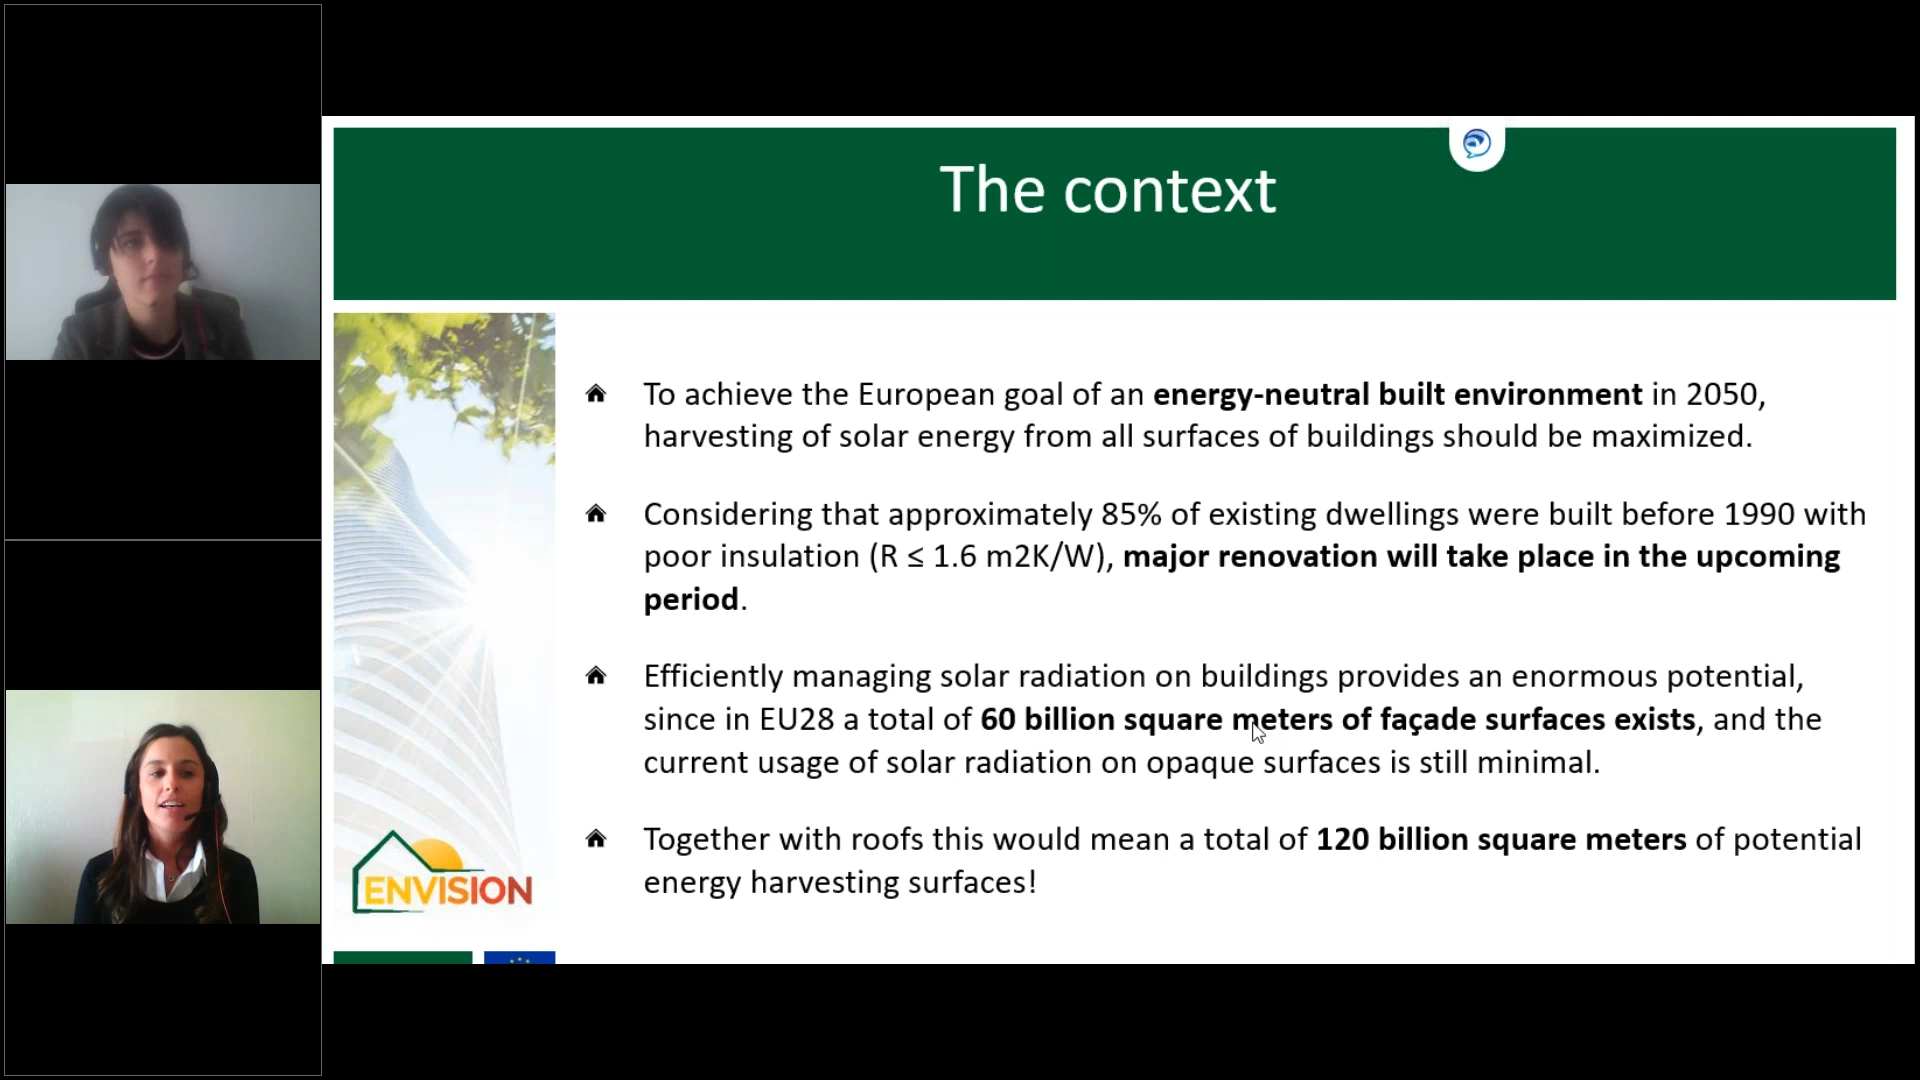 The context
To achieve the European goal of an energy-neutral built environment in 2050,
harvesting of solar energy from all surfaces of buildings should be maximized.
Considering that approximately 85% of existing dwellings were built before 1990 with
poor insulation (R ≤ 1.6 m2K/W), major renovation will take place in the upcoming
period.
Efficiently managing solar radiation on buildings provides an enormous potential,
since in EU28 a total of 60 billion square meters of façade surfaces exists, and the
current usage of solar radiation on opaque surfaces is still minimal.
Together with roofs this would mean a total of 120 billion square meters of potential
energy harvesting surfaces!
ENVISION